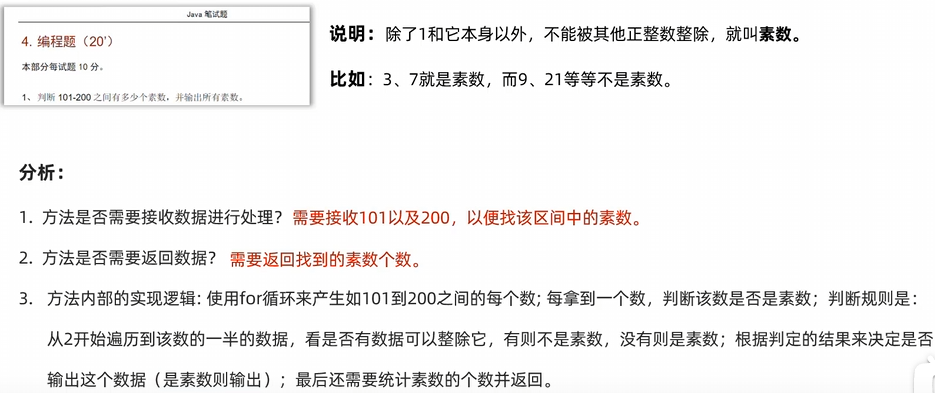 Java 笔试题
4. 编程题（20'）
本部分每试题 10 分。
1、 判断 101-200 之间有多少个素数，并输出所有素数。
说明：除了1和它本身以外，不能被其他正整数整除，就叫素数。
比如：3、7就是素数，而9、21等等不是素数。
分析：
1. 方法是否需要接收数据进行处理？需要接收101以及200，以便找该区间中的素数。
2. 方法是否需要返回数据？ 需要返回找到的素数个数。
3. 方法内部的实现逻辑: 使用for循环来产生如101到200之间的每个数; 每拿到一个数，判断该数是否是素数；判断规则是：
从2开始遍历到该数的一半的数据，看是否有数据可以整除它，有则不是素数，没有则是素数；根据判定的结果来决定是否
输出这个数据（是素数则输出）；最后还需要统计素数的个数并返回。